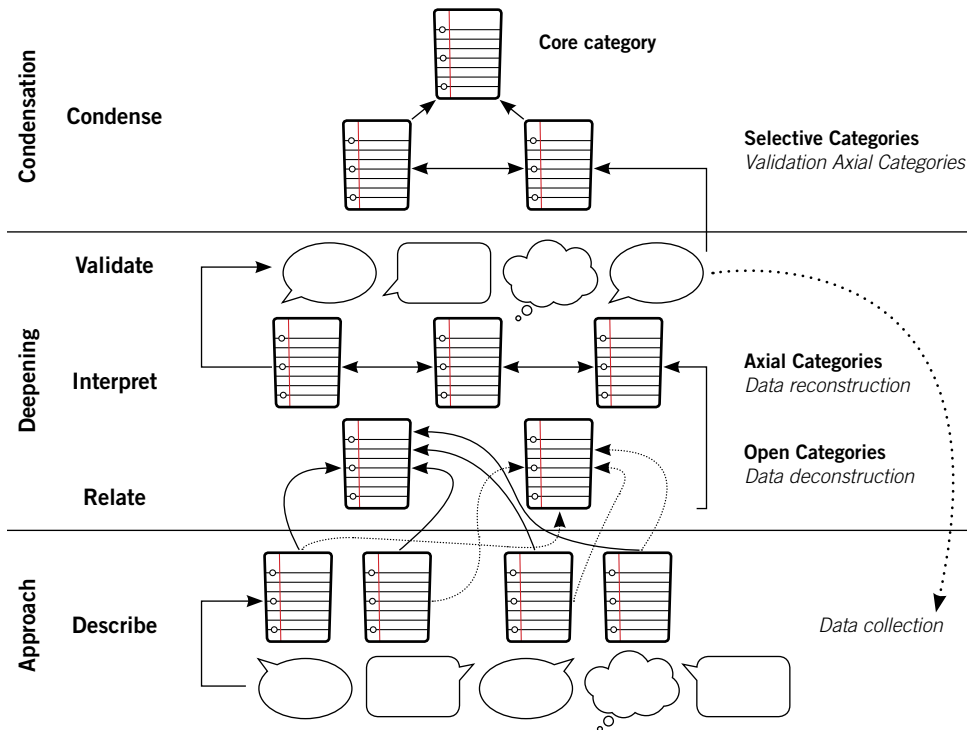 Condensation
Core category
Condense
Selective Categories
Validation Axial Categories
Deepening
Validate
Interpret
Axial Categories
Data reconstruction
Open Categories
Data deconstruction
Relate
Approach
Describe
Data collection